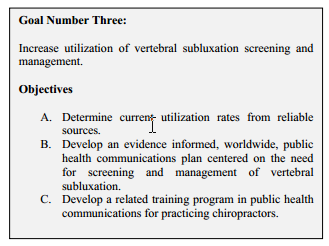 Goal Number Three:
Increase utilization of vertebral subluxation screening and
management.
Objectives
A. Determine current utilization rates from reliable
sources.
B. Develop an evidence informed, worldwide, public
health communications plan centered on the need
for screening and management of vertebral
subluxation.
C. Develop a related training program in public health
communications for practicing chiropractors.